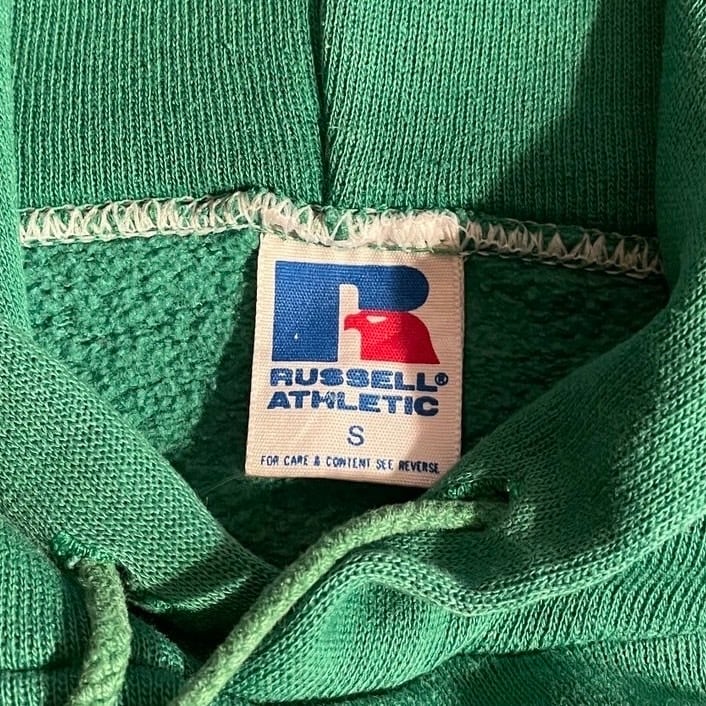 R
RUSSELL®
ATHLETIC
S
FOR CARE & CONTENT SEE REVERSE